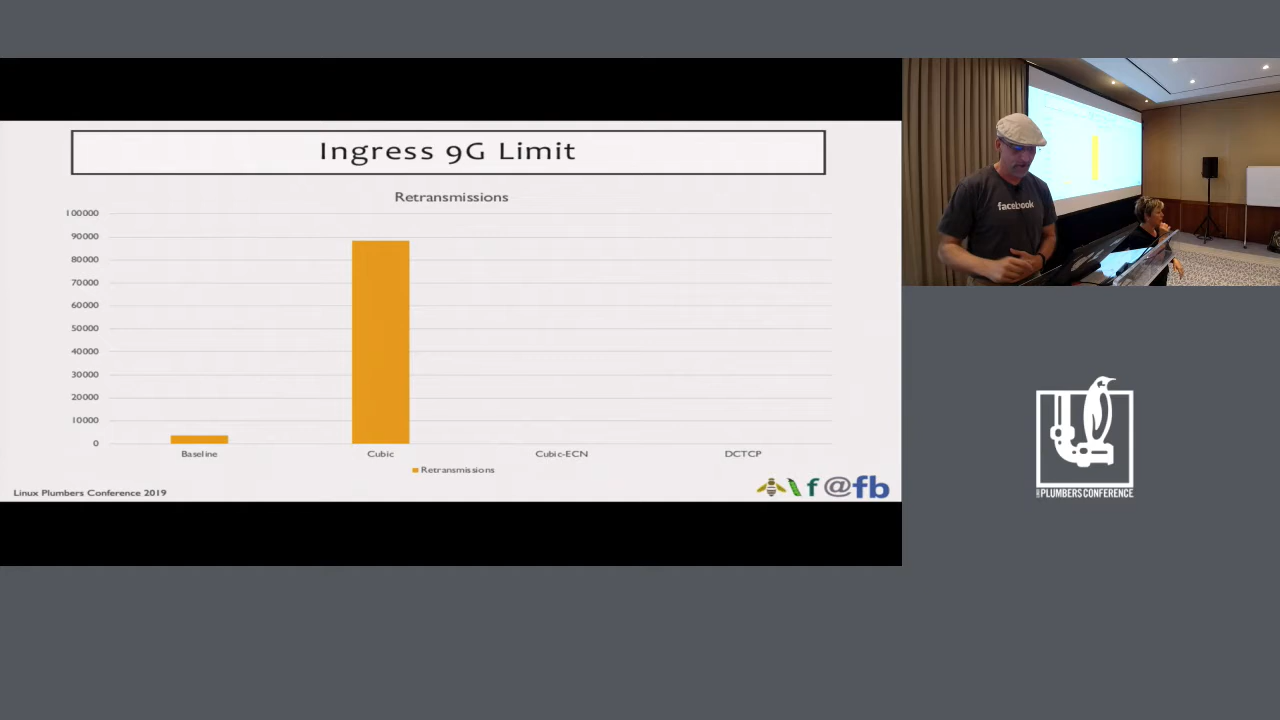 Ingress 9G Limit
Retransmissions
100000
90000
80000
70000
60000
50000
40000
30000
20000
10000
0
Baseline
Cubic
Cubic-ECN
DCTCP
Retransmissions
Linux Plumbers Conference 2019
f@fb
facebook
PLUMBERS CONFERENCE